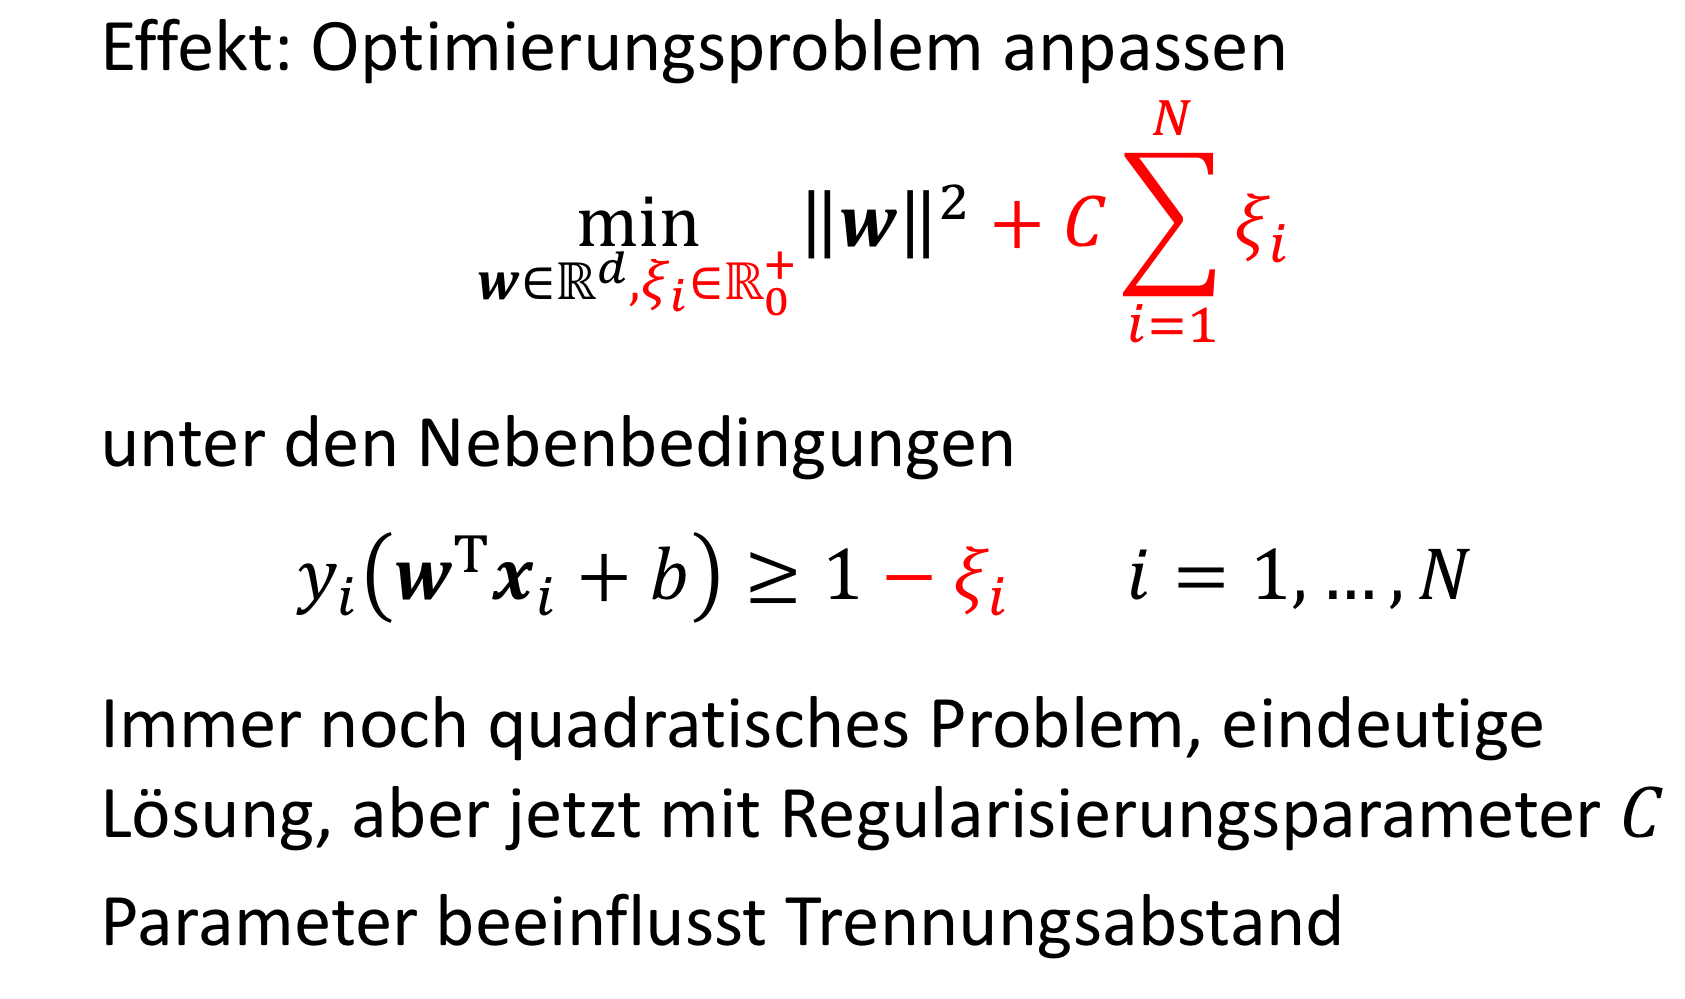 Effekt: Optimierungsproblem anpassen
min_{w∈ℝ^d, ξ_i∈ℝ_0^+} ‖w‖² + C ∑_{i=1}^{N} ξ_i
unter den Nebenbedingungen
y_i(w^T x_i + b) ≥ 1 − ξ_i   i = 1, … , N
Immer noch quadratisches Problem, eindeutige
Lösung, aber jetzt mit Regularisierungsparameter C
Parameter beeinflusst Trennungsabstand